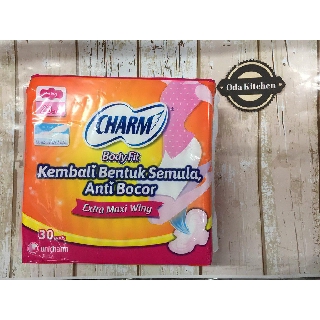 Oda Kitchen
CHARM
Body Fit
Kembali Bentuk Semula,
Anti Bocor
Extra Maxi Wing
30
unicharm